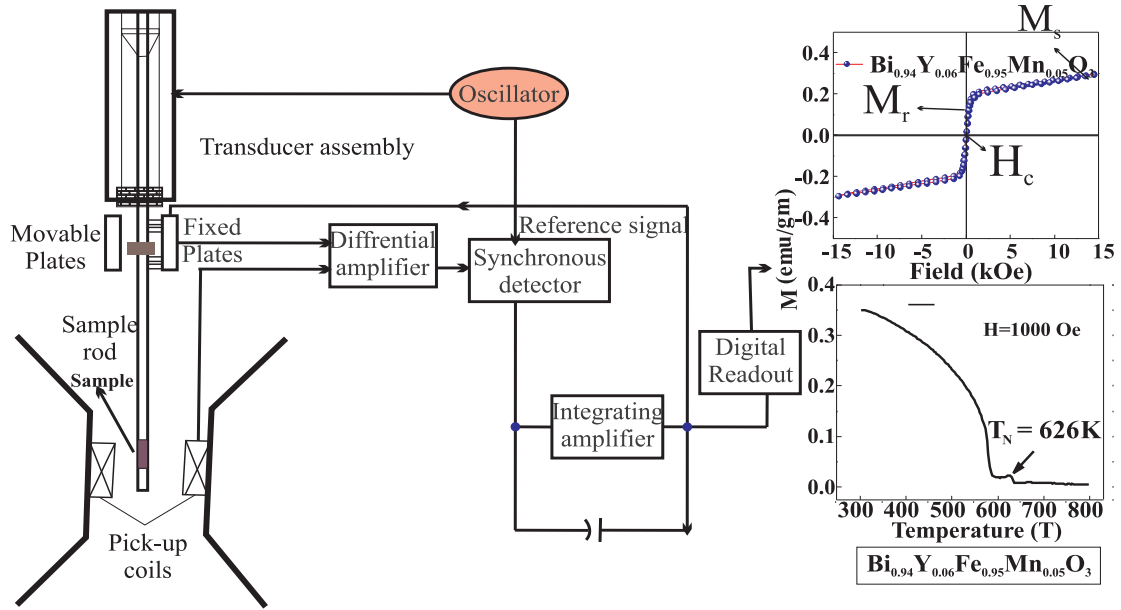 Oscillator
Transducer assembly
Reference signal
Movable
Plates
Fixed
Plates
Diffrential
amplifier
Synchronous
detector
Sample
rod
Sample
Digital
Readout
Integrating
amplifier
Pick-up
coils
M (emu/gm)
0.4
0.2
0.0
-0.2
-0.4
Bi0.94Y0.06Fe0.95Mn0.05O3
Ms
Mr
Hc
-15 -10 -5 0 5 10 15
Field (kOe)
0.4
0.3
0.2
0.1
0.0
H=1000 Oe
TN = 626K
300 400 500 600 700 800
Temperature (T)
Bi0.94Y0.06Fe0.95Mn0.05O3